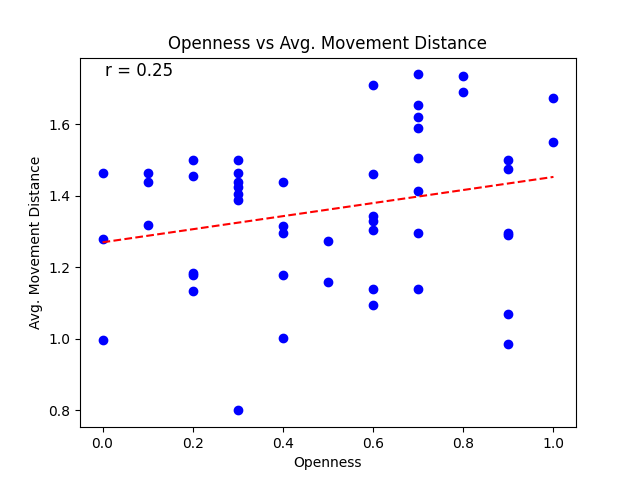 Openness vs Avg. Movement Distance
r = 0.25
Avg. Movement Distance
1.6
1.4
1.2
1.0
0.8
0.0 0.2 0.4 0.6 0.8 1.0
Openness